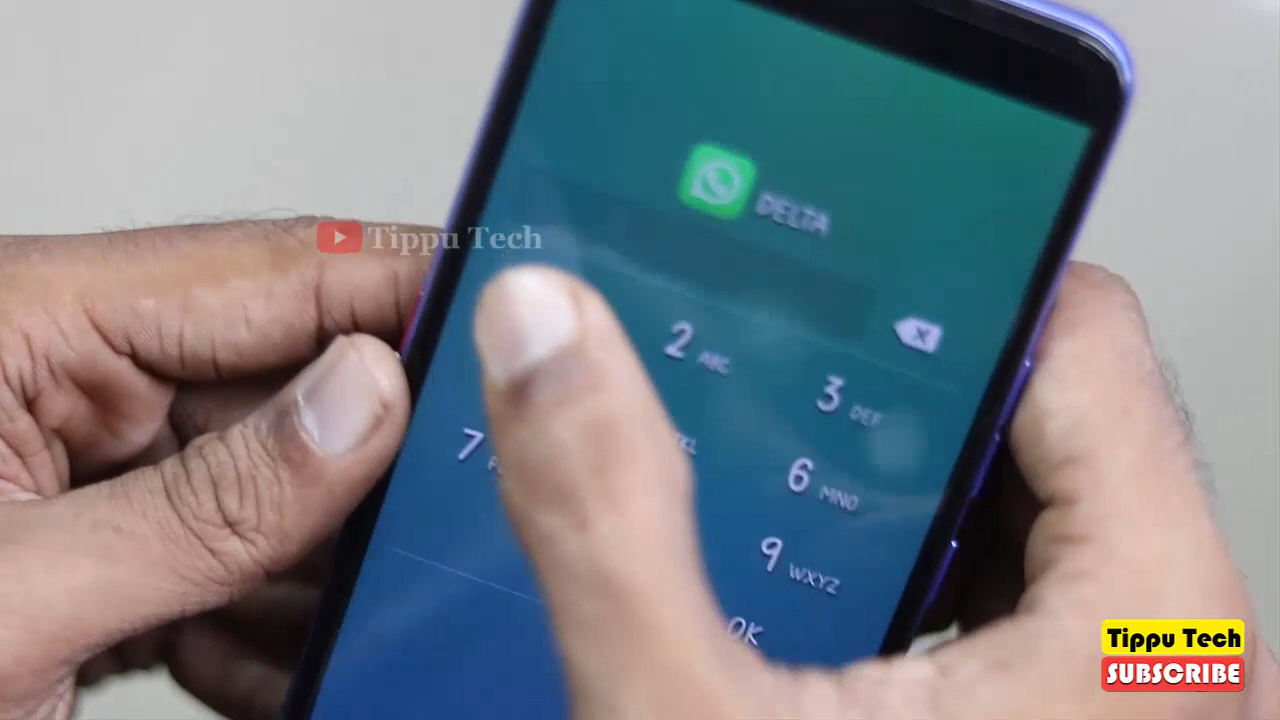 DELTA
Tippu Tech
2 ABC
3 DEF
6 MNO
7
9 WXYZ
OK
Tippu Tech
SUBSCRIBE